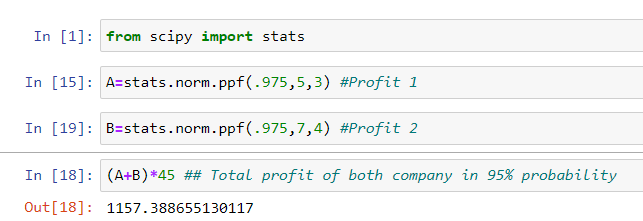 In [1]: from scipy import stats
In [15]: A=stats.norm.ppf(.975,5,3) #Profit 1
In [19]: B=stats.norm.ppf(.975,7,4) #Profit 2
In [18]: (A+B)*45 ## Total profit of both company in 95% probability
Out[18]: 1157.388655130117